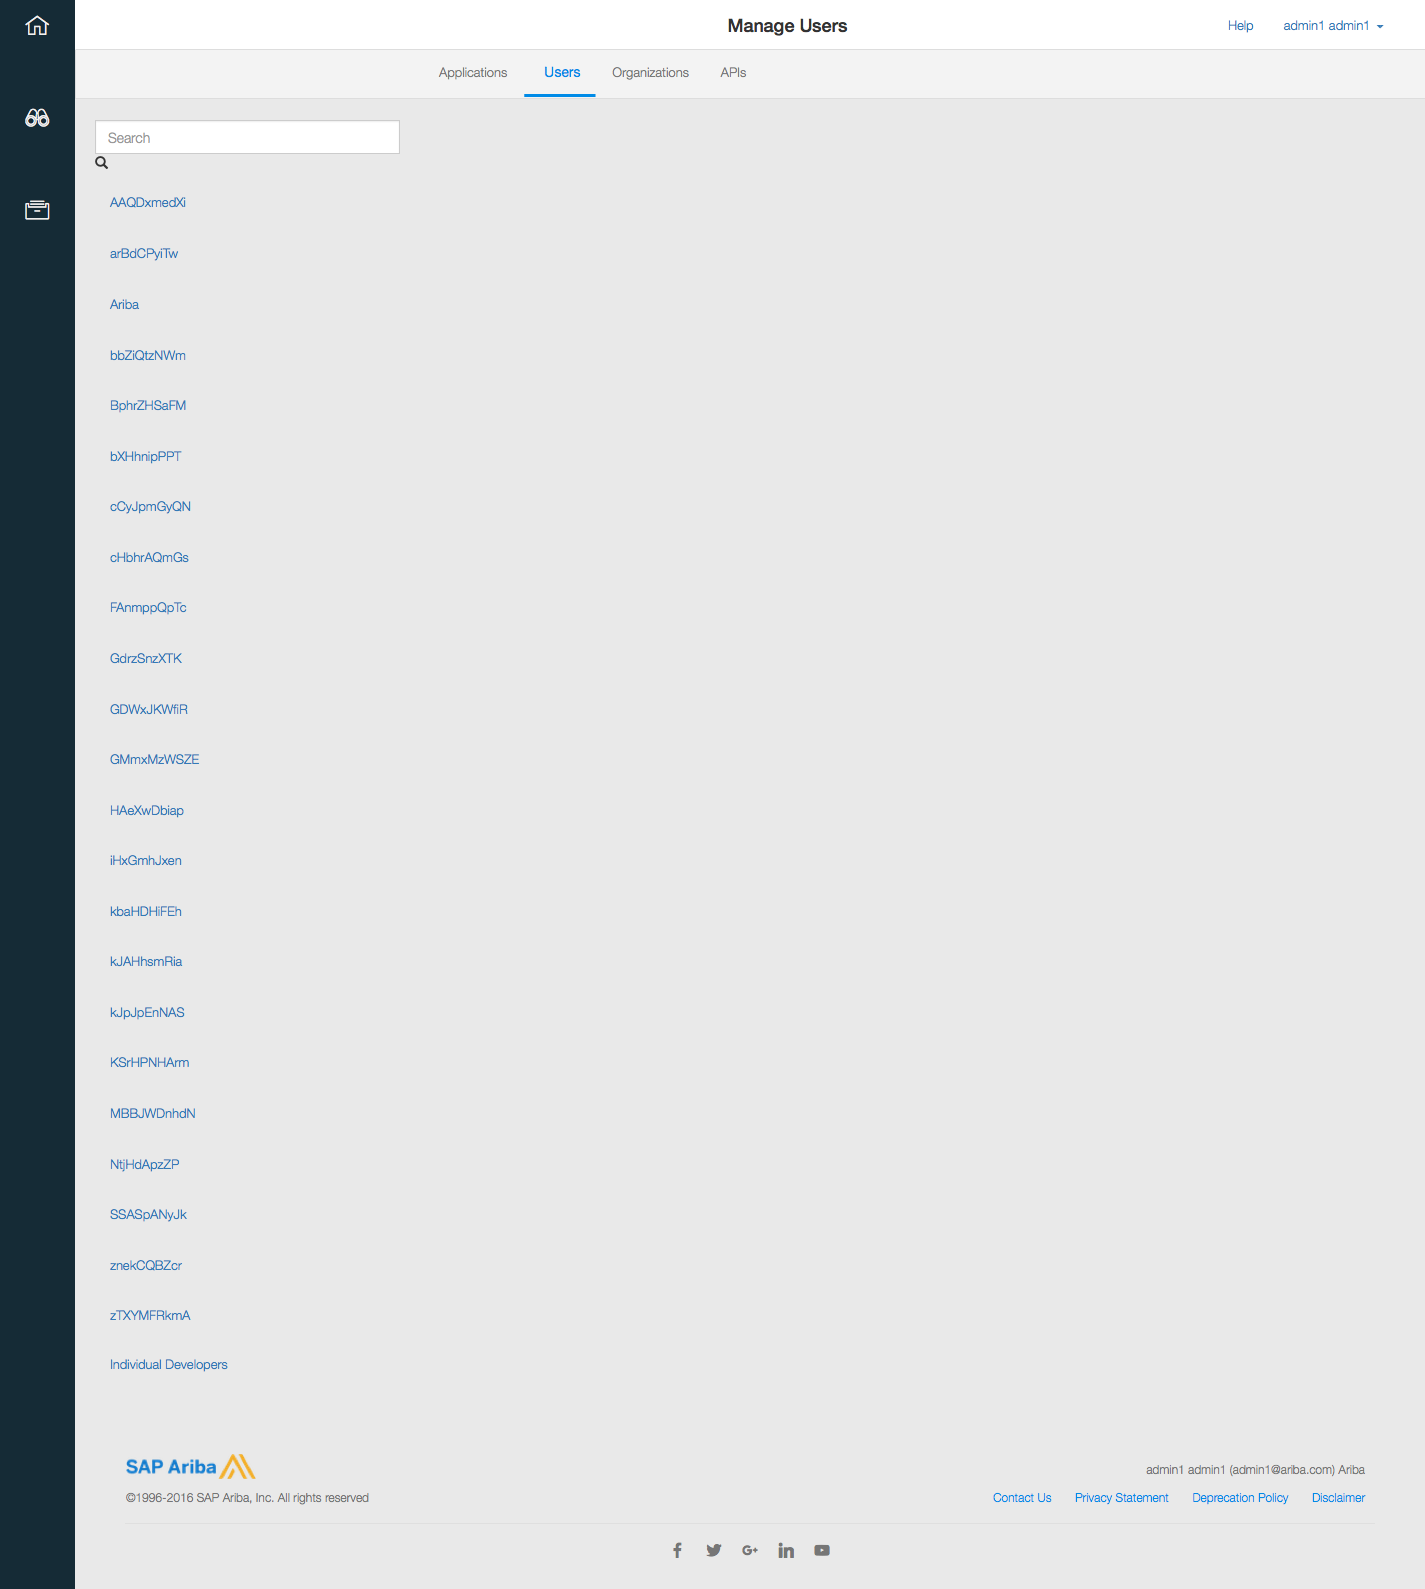 Manage Users
Help admin1 admin1
Applications Users Organizations APIs
Search
AAQDxmedXi
arBdCPyiTw
Ariba
bbZiQtzNWm
BphrZHSaFM
bXHhnipPPT
cCyJpmGyQN
cHbhrAQmGs
FAnmppQpTc
GdrzSnzXTK
GDWxJKWfiR
GMmxMzWSZE
HAeXwDbiap
iHxGmhJxen
kbaHDHiFEh
kJAHhsmRia
kJpJpEnNAS
KSrHPNHArm
MBBJWDnhdN
NtjHdApzZP
SSASpANyJk
znekCQBZcr
zTXYMFRkmA
Individual Developers
SAP Ariba
admin1 admin1 (admin1@ariba.com) Ariba
©1996-2016 SAP Ariba, Inc. All rights reserved
Contact Us Privacy Statement Deprecation Policy Disclaimer